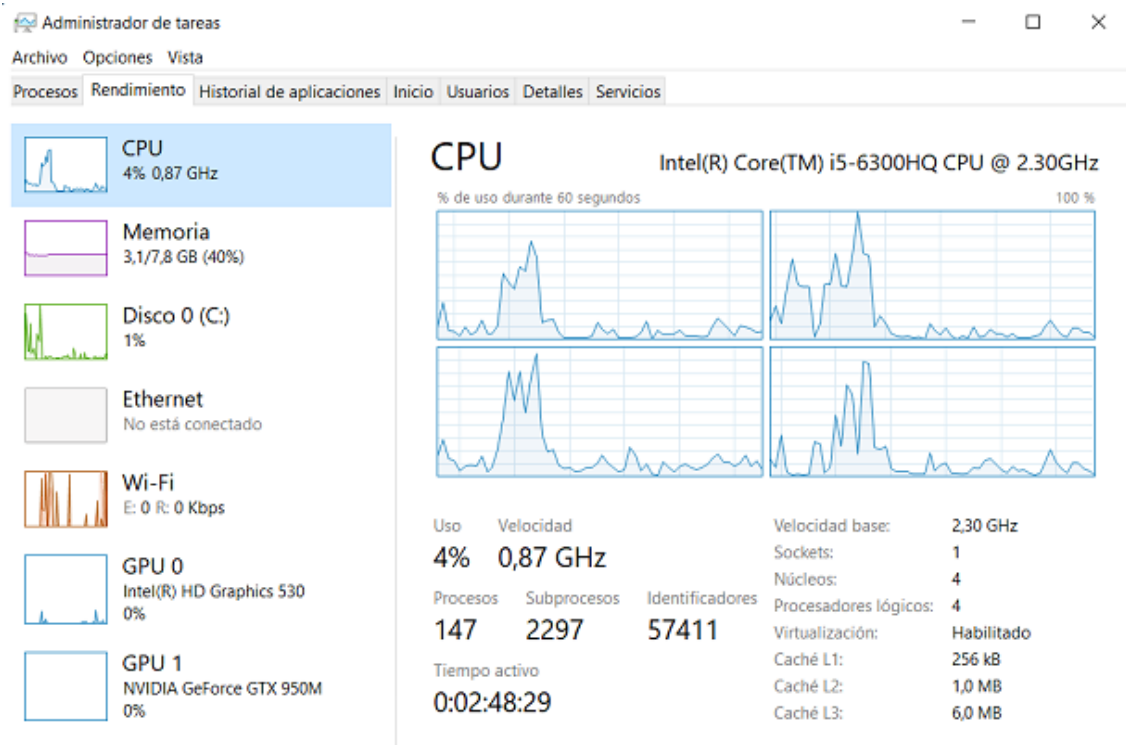 Administrador de tareas
Archivo Opciones Vista
Procesos Rendimiento Historial de aplicaciones Inicio Usuarios Detalles Servicios
CPU
4% 0,87 GHz
Memoria
3,1/7,8 GB (40%)
Disco 0 (C:)
1%
Ethernet
No está conectado
Wi-Fi
E: 0 R: 0 Kbps
GPU 0
Intel(R) HD Graphics 530
0%
GPU 1
NVIDIA GeForce GTX 950M
0%
CPU Intel(R) Core(TM) i5-6300HQ CPU @ 2.30GHz
% de uso durante 60 segundos 100 %
Uso Velocidad
4% 0,87 GHz
Procesos Subprocesos Identificadores
147 2297 57411
Tiempo activo
0:02:48:29
Velocidad base: 2,30 GHz
Sockets: 1
Núcleos: 4
Procesadores lógicos: 4
Virtualización: Habilitado
Caché L1: 256 kB
Caché L2: 1,0 MB
Caché L3: 6,0 MB